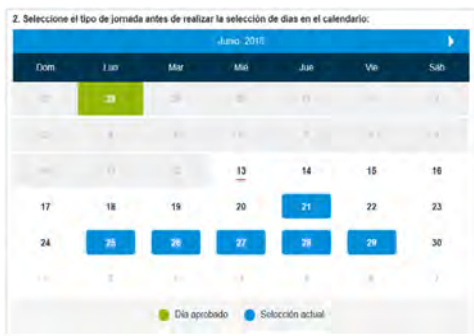 2. Seleccione el tipo de jornada antes de realizar la selección de días en el calendario:
Junio 2018
Dom Lun Mar Mié Jue Vie Sáb
28
13 14 15 16
17 18 19 20 21 22 23
24 25 26 27 28 29 30
Día aprobado Selección actual